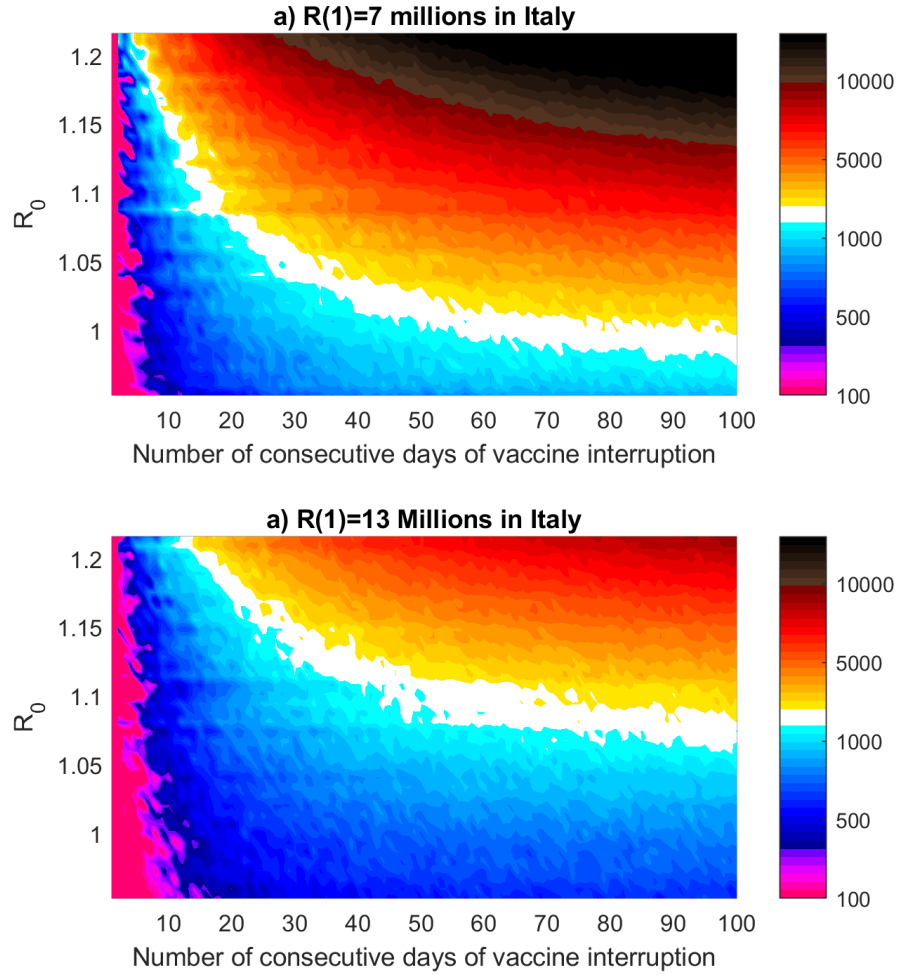 a) R(1)=7 millions in Italy
1.2
1.15
1.1
1.05
1
R0
10 20 30 40 50 60 70 80 90 100
Number of consecutive days of vaccine interruption
10000
5000
1000
500
100
a) R(1)=13 Millions in Italy
1.2
1.15
1.1
1.05
1
R0
10 20 30 40 50 60 70 80 90 100
Number of consecutive days of vaccine interruption
10000
5000
1000
500
100